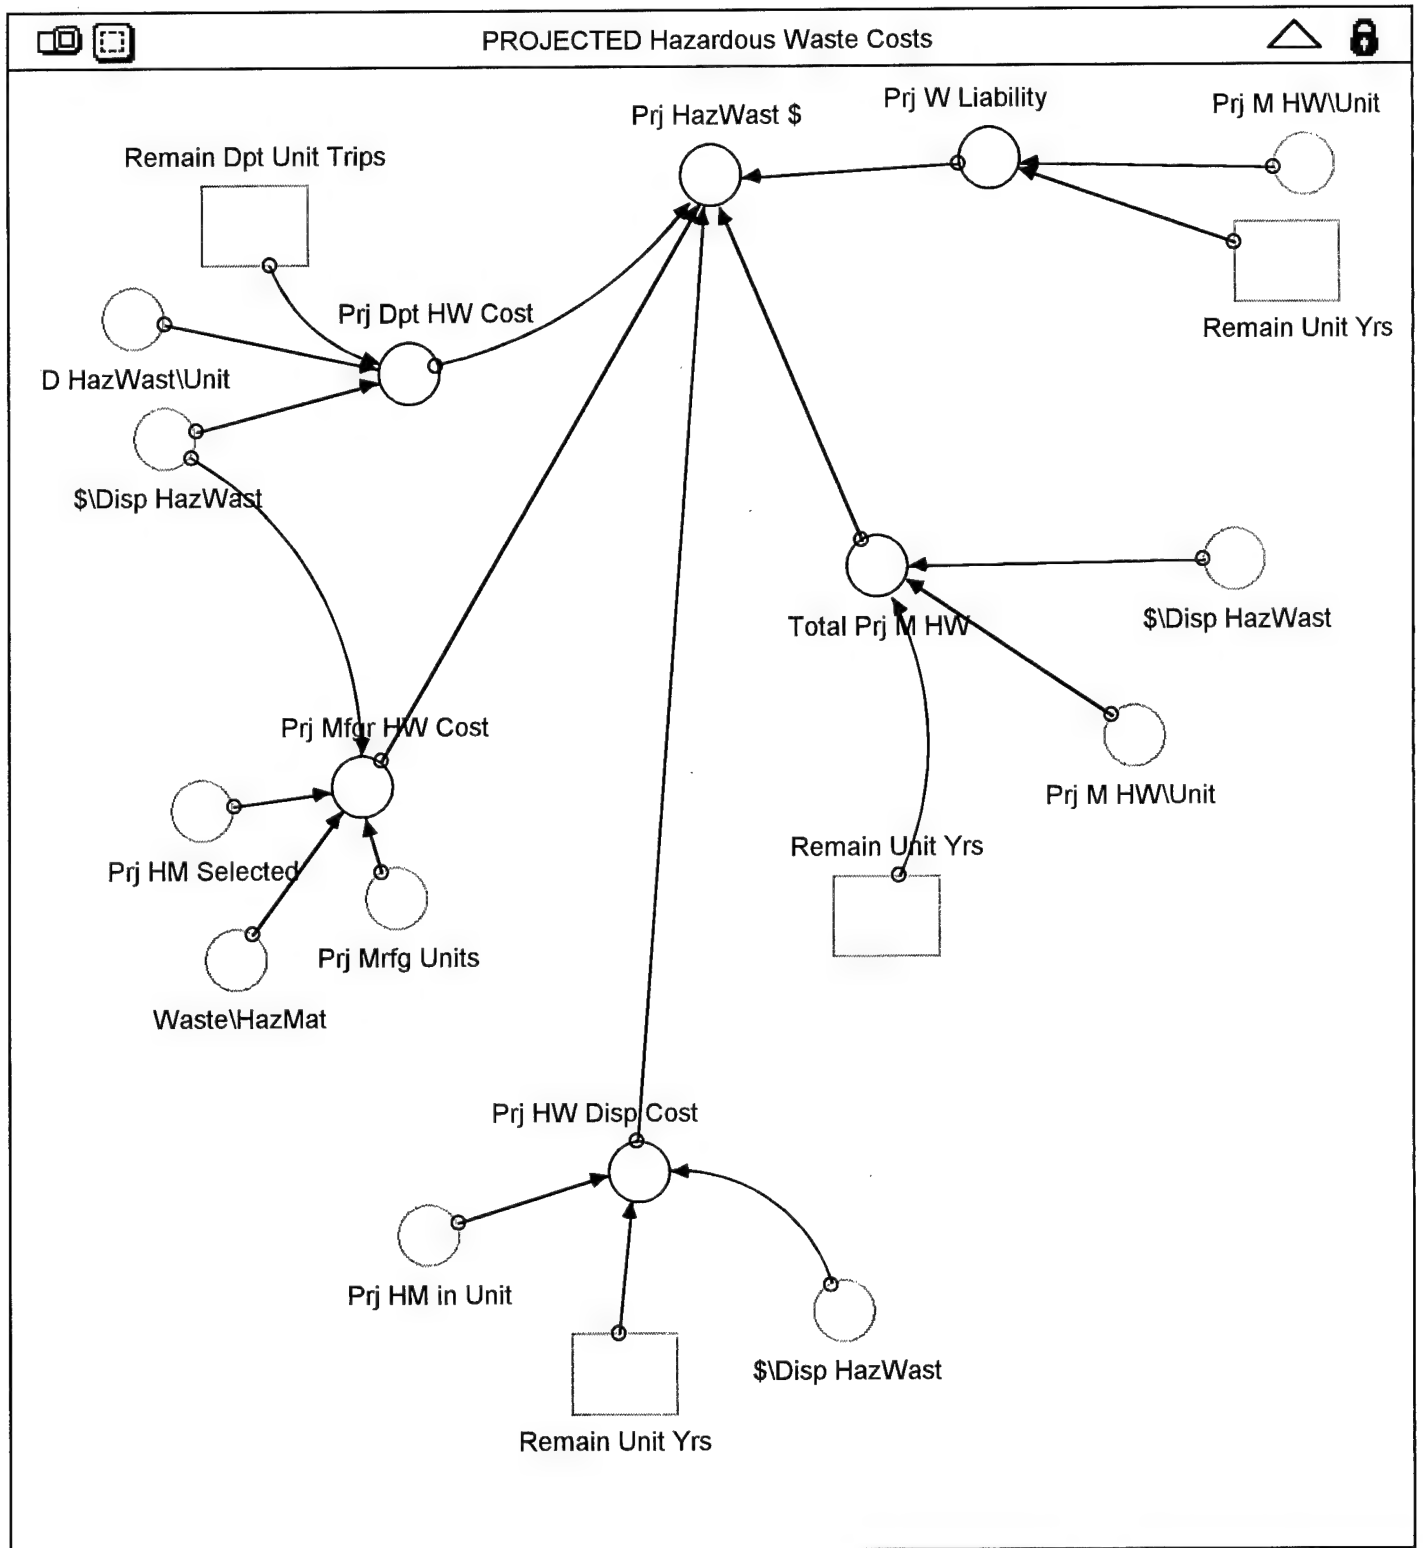 PROJECTED Hazardous Waste Costs
Prj HazWast $
Prj W Liability
Prj M HW\Unit
Remain Dpt Unit Trips
Remain Unit Yrs
Prj Dpt HW Cost
D HazWast\Unit
$\Disp HazWast
Total Prj M HW
$\Disp HazWast
Prj Mfgr HW Cost
Prj M HW\Unit
Remain Unit Yrs
Prj HM Selected
Prj Mrfg Units
Waste\HazMat
Prj HW Disp Cost
Prj HM in Unit
$\Disp HazWast
Remain Unit Yrs